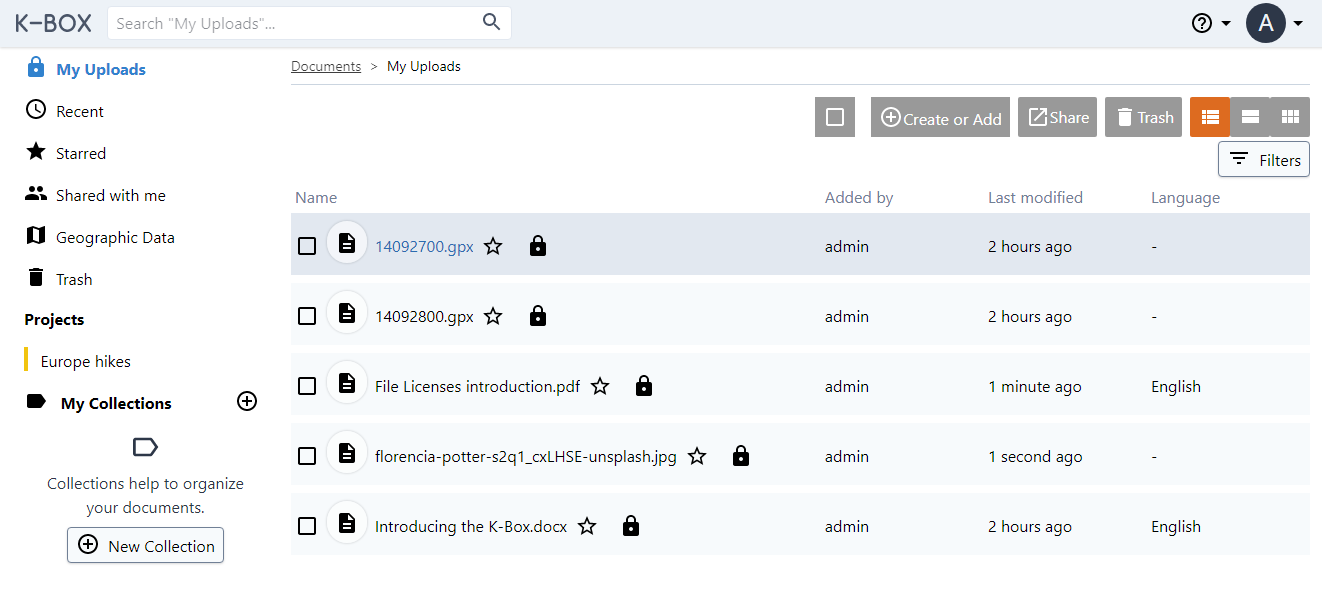 K-BOX
Search "My Uploads"...
A
My Uploads
Recent
Starred
Shared with me
Geographic Data
Trash
Projects
Europe hikes
My Collections
Collections help to organize
your documents.
New Collection
Documents > My Uploads
Create or Add Share Trash
Filters
Name Added by Last modified Language
14092700.gpx admin 2 hours ago -
14092800.gpx admin 2 hours ago -
File Licenses introduction.pdf admin 1 minute ago English
florencia-potter-s2q1_cxLHSE-unsplash.jpg admin 1 second ago -
Introducing the K-Box.docx admin 2 hours ago English